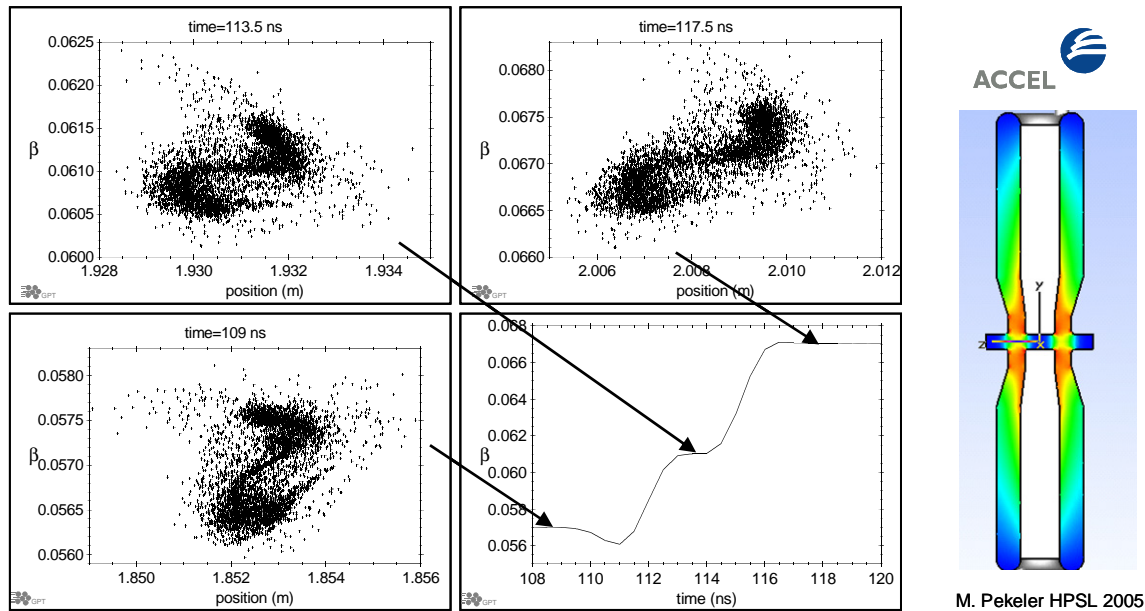 time=113.5 ns
0.0625
0.0620
0.0615
β
0.0610
0.0605
0.0600
1.928
1.930
1.932
1.934
position (m)
GPT
time=117.5 ns
0.0680
0.0675
β
0.0670
0.0665
0.0660
2.006
2.008
2.010
2.012
position (m)
GPT
time=109 ns
0.0580
0.0575
β
0.0570
0.0565
0.0560
1.850
1.852
1.854
1.856
position (m)
GPT
0.068
0.066
0.064
0.062
β
0.060
0.058
0.056
108
110
112
114
116
118
120
time (ns)
GPT
ACCEL
y
z
x
M. Pekeler HPSL 2005